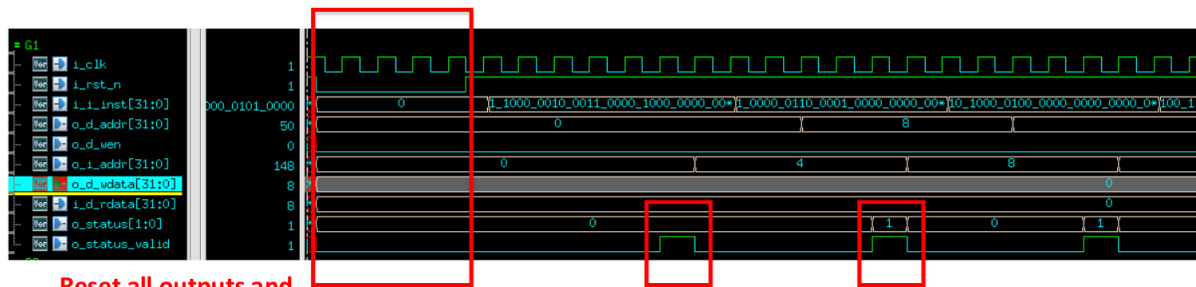 G1
i_clk 1
i_rst_n 1
i_i_inst[31:0] 000_0101_0000 0 1_1000_0010_0011_0000_1000_0000_00* 1_0000_0110_0001_0000_0000_00* 10_1000_0100_0000_0000_0000_0* 100_1
o_d_addr[31:0] 50 0 8
o_d_wen 0
o_i_addr[31:0] 148 0 4 8
o_d_wdata[31:0] 8 0
i_d_rdata[31:0] 8 0
o_status[1:0] 1 0 1 0 1
o_status_valid 1
Reset all outputs and